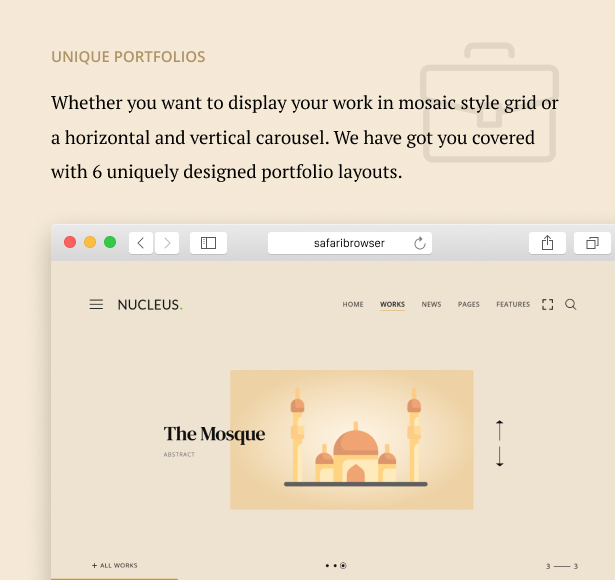 UNIQUE PORTFOLIOS
Whether you want to display your work in mosaic style grid or
a horizontal and vertical carousel. We have got you covered
with 6 uniquely designed portfolio layouts.
safaribrowser
NUCLEUS.
HOME WORKS NEWS PAGES FEATURES
The Mosque
ABSTRACT
+ ALL WORKS
3 — 3